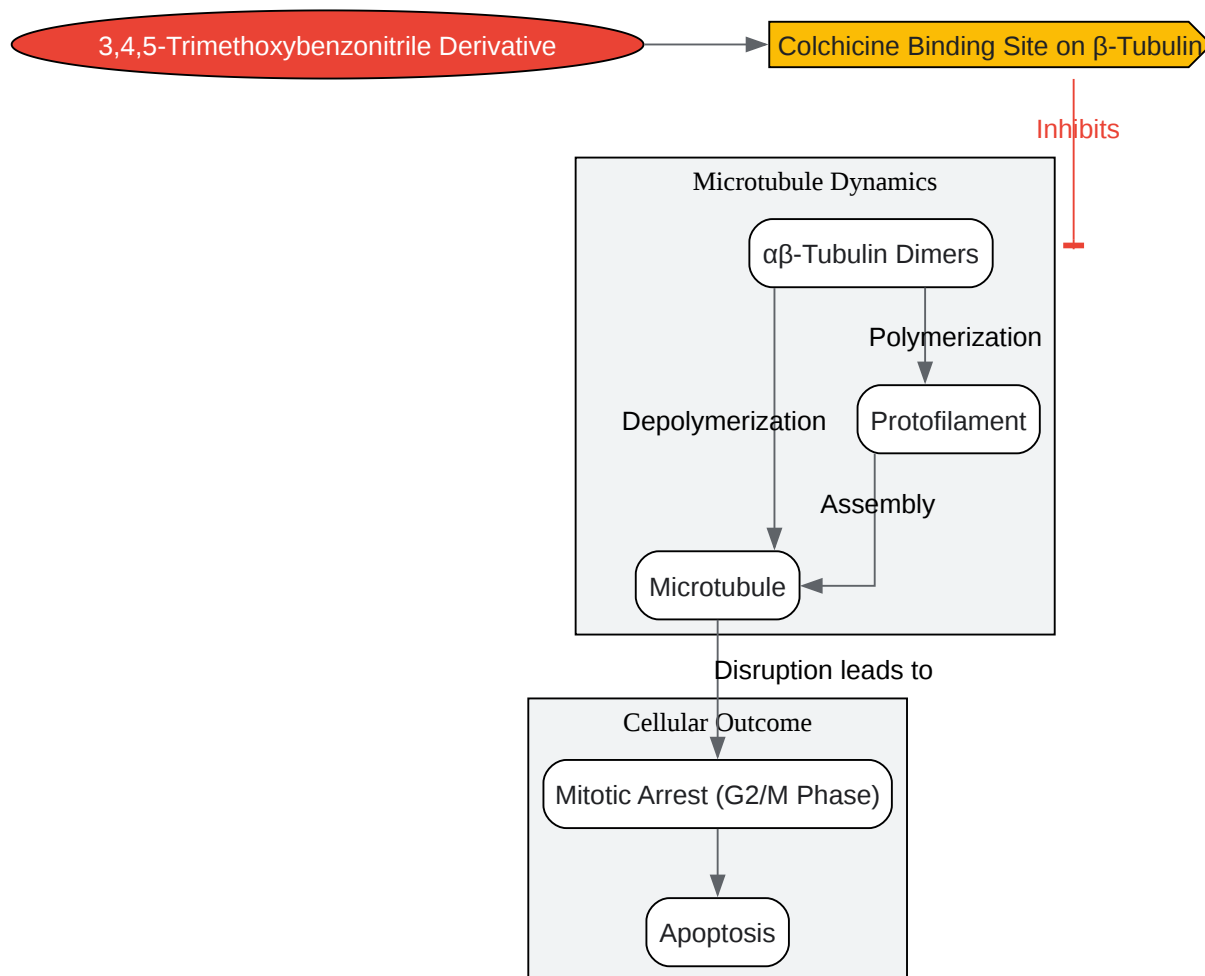 3,4,5-Trimethoxybenzonitrile Derivative
Colchicine Binding Site on β-Tubulin
Inhibits
Microtubule Dynamics
αβ-Tubulin Dimers
Polymerization
Depolymerization
Protofilament
Assembly
Microtubule
Disruption leads to
Cellular Outcome
Mitotic Arrest (G2/M Phase)
Apoptosis